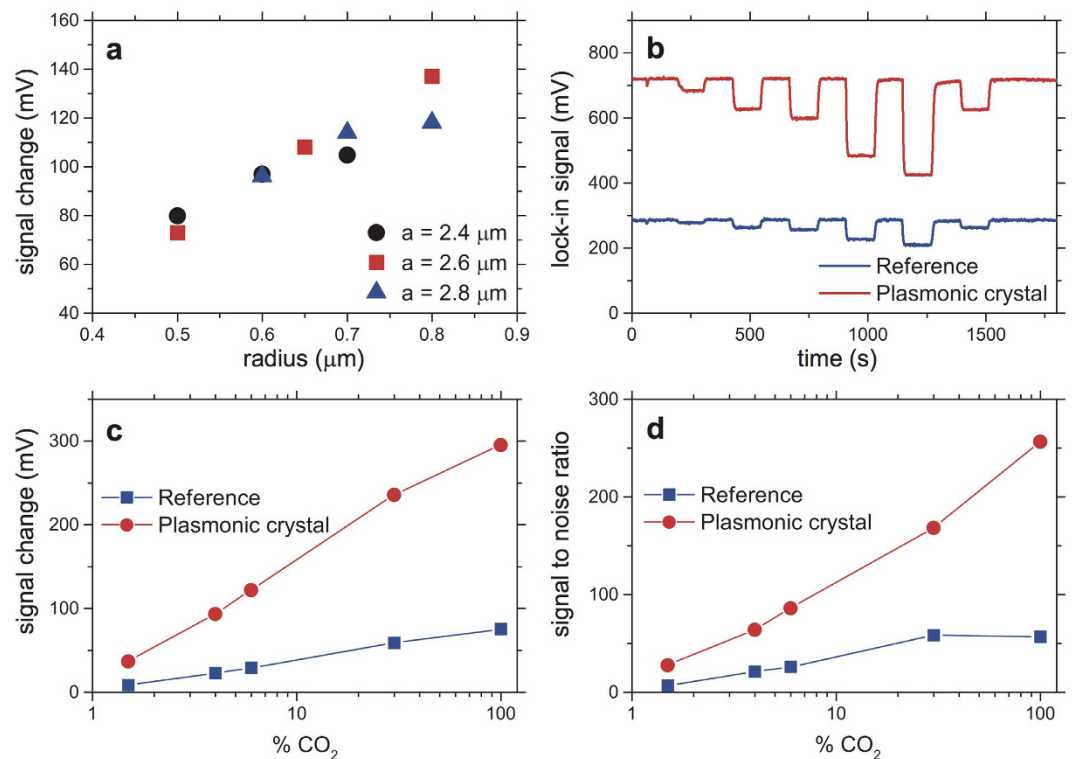 a
signal change (mV)
160
140
120
100
80
60
40
0.4
0.5
0.6
0.7
0.8
0.9
radius (μm)
a = 2.4 μm
a = 2.6 μm
a = 2.8 μm
b
lock-in signal (mV)
800
600
400
200
0
0
500
1000
1500
time (s)
Reference
Plasmonic crystal
c
signal change (mV)
300
200
100
0
1
10
100
% CO₂
Reference
Plasmonic crystal
d
signal to noise ratio
300
200
100
0
1
10
100
% CO₂
Reference
Plasmonic crystal